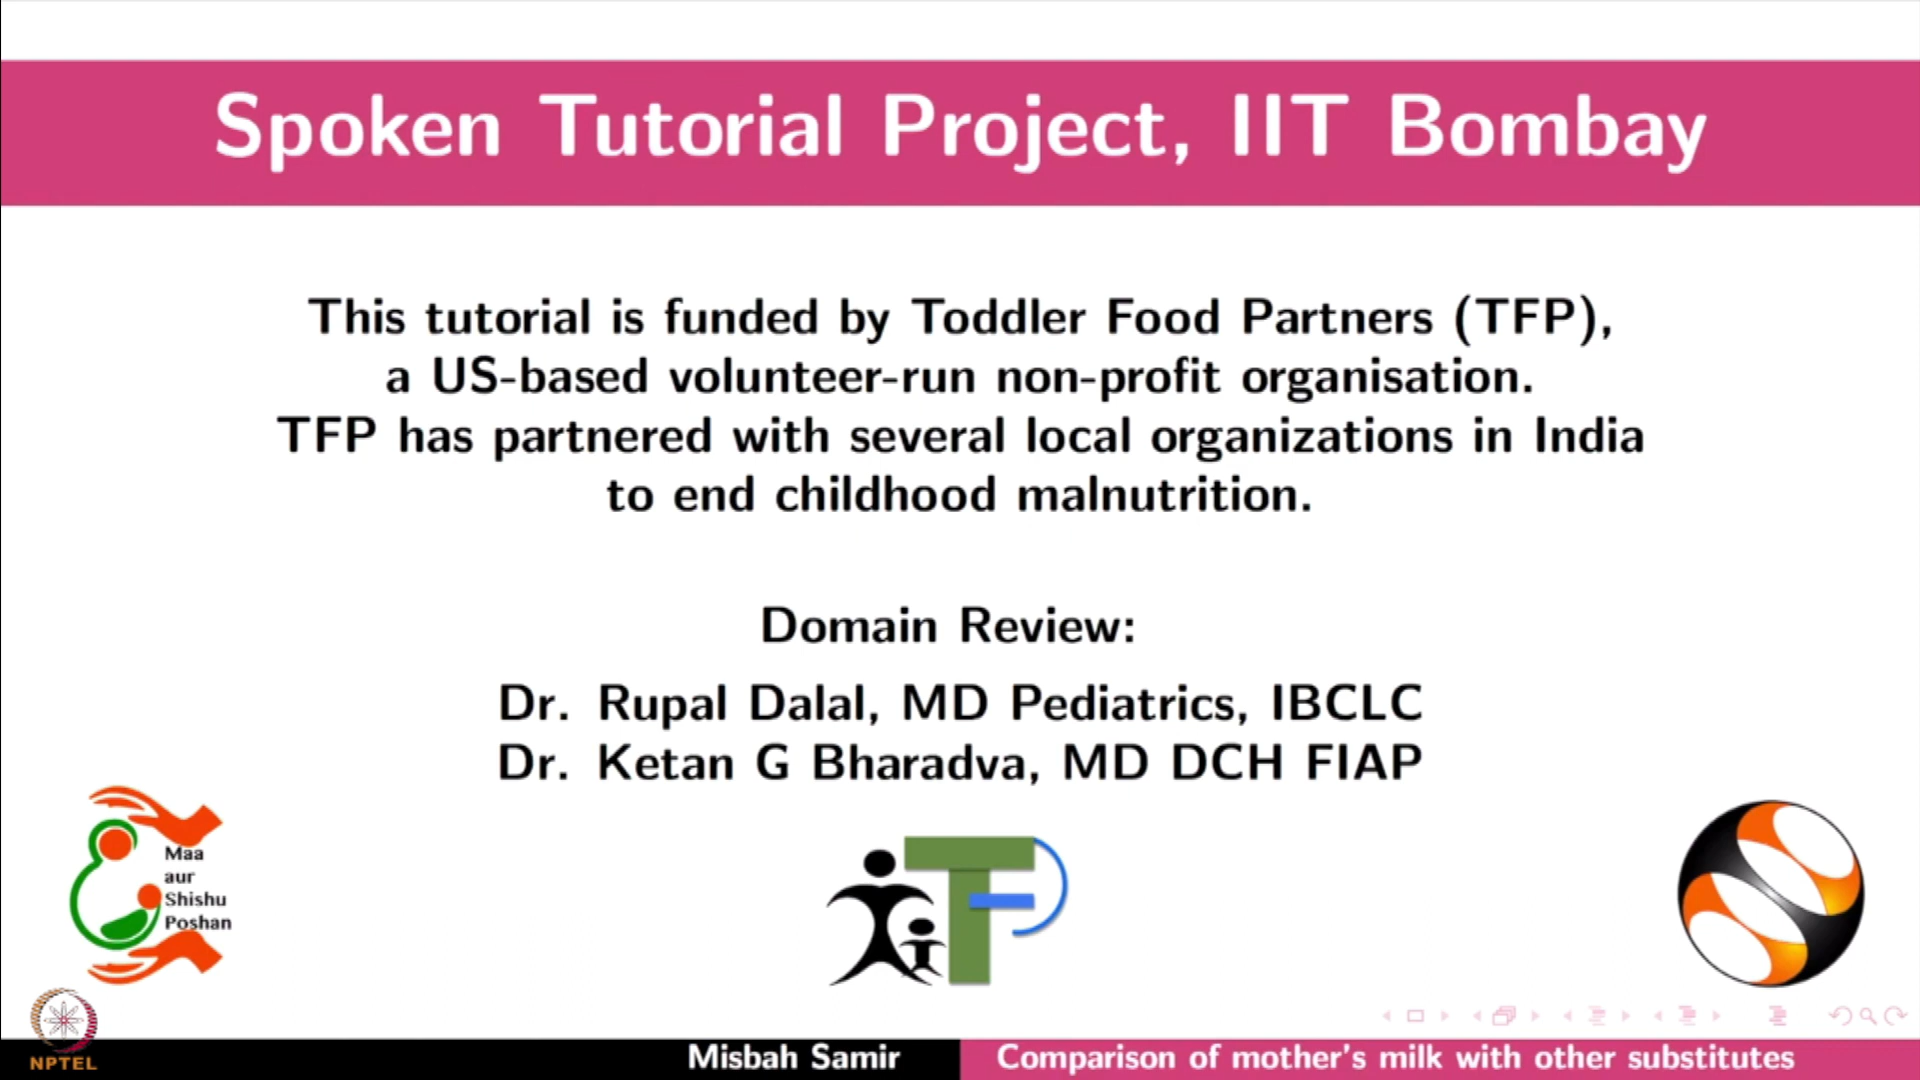 Spoken Tutorial Project, IIT Bombay
This tutorial is funded by Toddler Food Partners (TFP),
a US-based volunteer-run non-profit organisation.
TFP has partnered with several local organizations in India
to end childhood malnutrition.
Domain Review:
Dr. Rupal Dalal, MD Pediatrics, IBCLC
Dr. Ketan G Bharadva, MD DCH FIAP
Maa
aur
Shishu
Poshan
TFP
NPTEL
Misbah Samir
Comparison of mother's milk with other substitutes